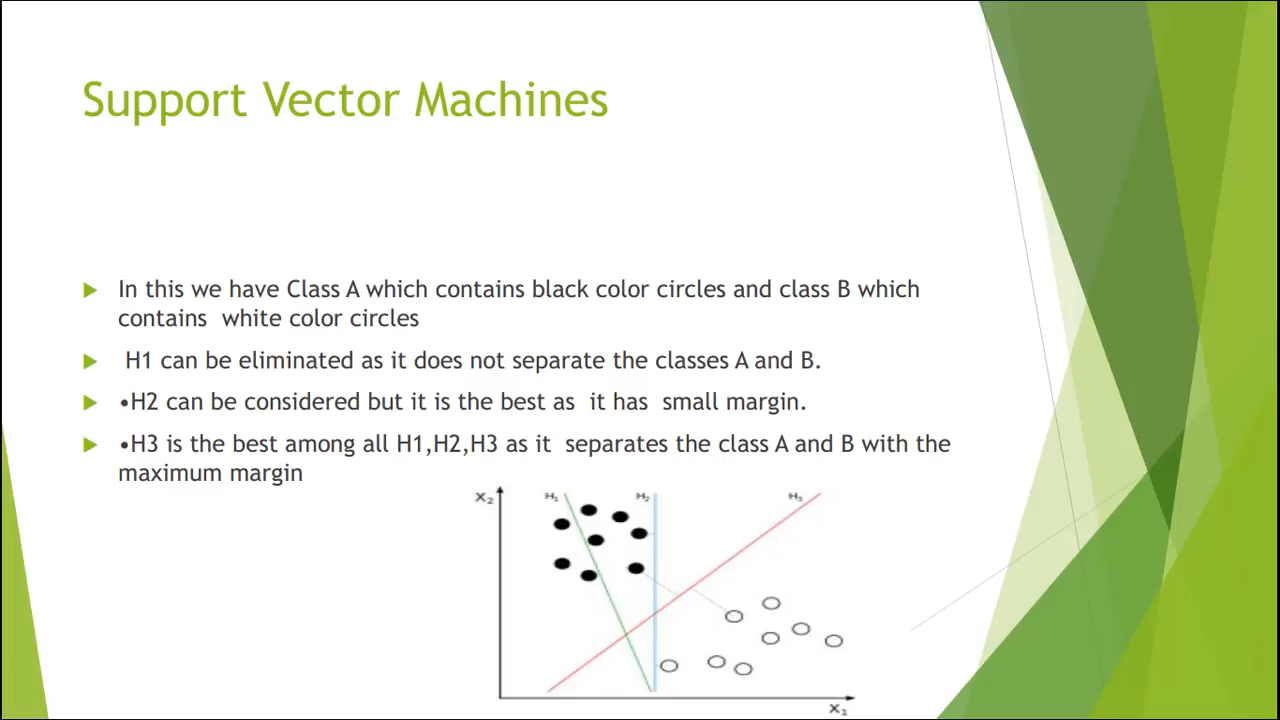 Support Vector Machines
In this we have Class A which contains black color circles and class B which
contains white color circles
H1 can be eliminated as it does not separate the classes A and B.
•H2 can be considered but it is the best as it has small margin.
•H3 is the best among all H1,H2,H3 as it separates the class A and B with the
maximum margin
X₂ H₁ H₂ H₃
X₁